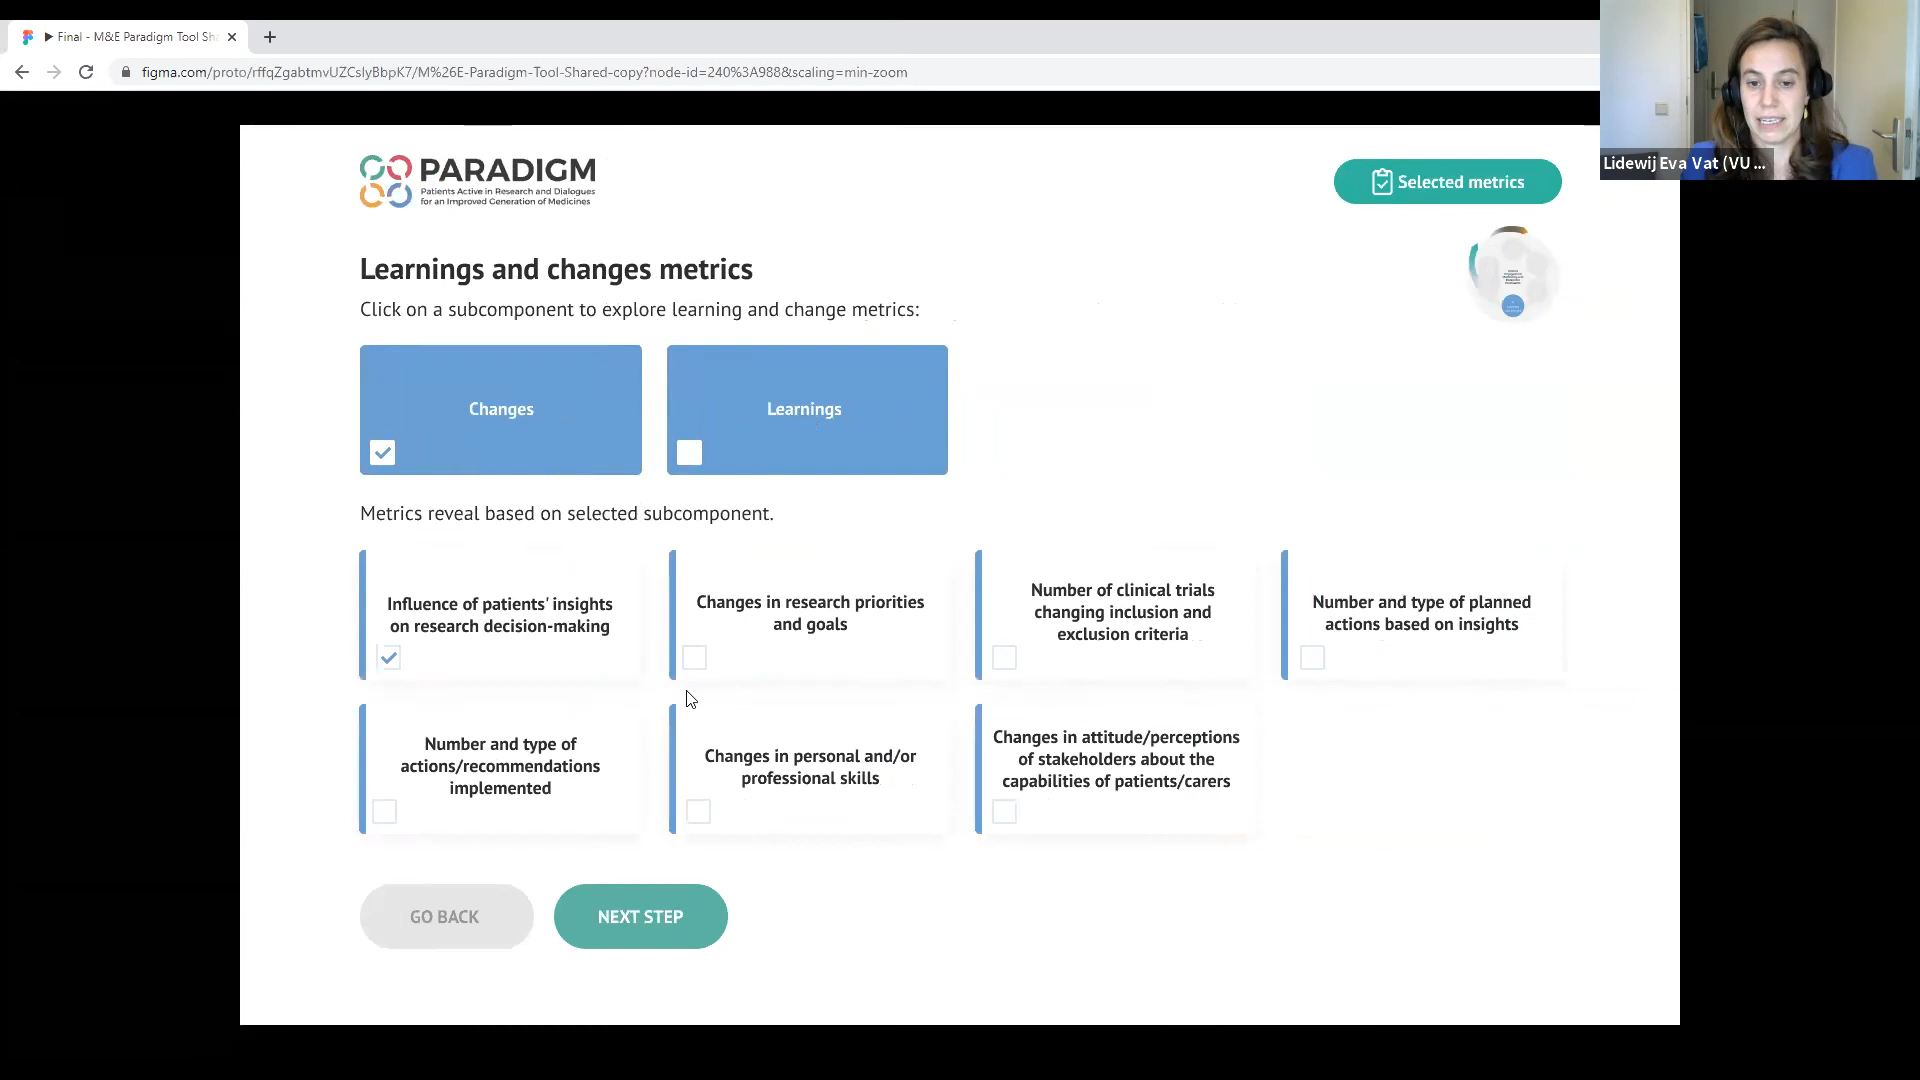 Final - M&E Paradigm Tool Sh
figma.com/proto/rffqZgabtmvUZCslyBbpK7/M%26E-Paradigm-Tool-Shared-copy?node-id=240%3A988&scaling=min-zoom
Lidewij Eva Vat (VU ...
PARADIGM
Patients Active in Research and Dialogues
for an Improved Generation of Medicines
Selected metrics
Learnings and changes metrics
Click on a subcomponent to explore learning and change metrics:
Changes
Learnings
Metrics reveal based on selected subcomponent.
Influence of patients' insights
on research decision-making
Changes in research priorities
and goals
Number of clinical trials
changing inclusion and
exclusion criteria
Number and type of planned
actions based on insights
Number and type of
actions/recommendations
implemented
Changes in personal and/or
professional skills
Changes in attitude/perceptions
of stakeholders about the
capabilities of patients/carers
GO BACK
NEXT STEP